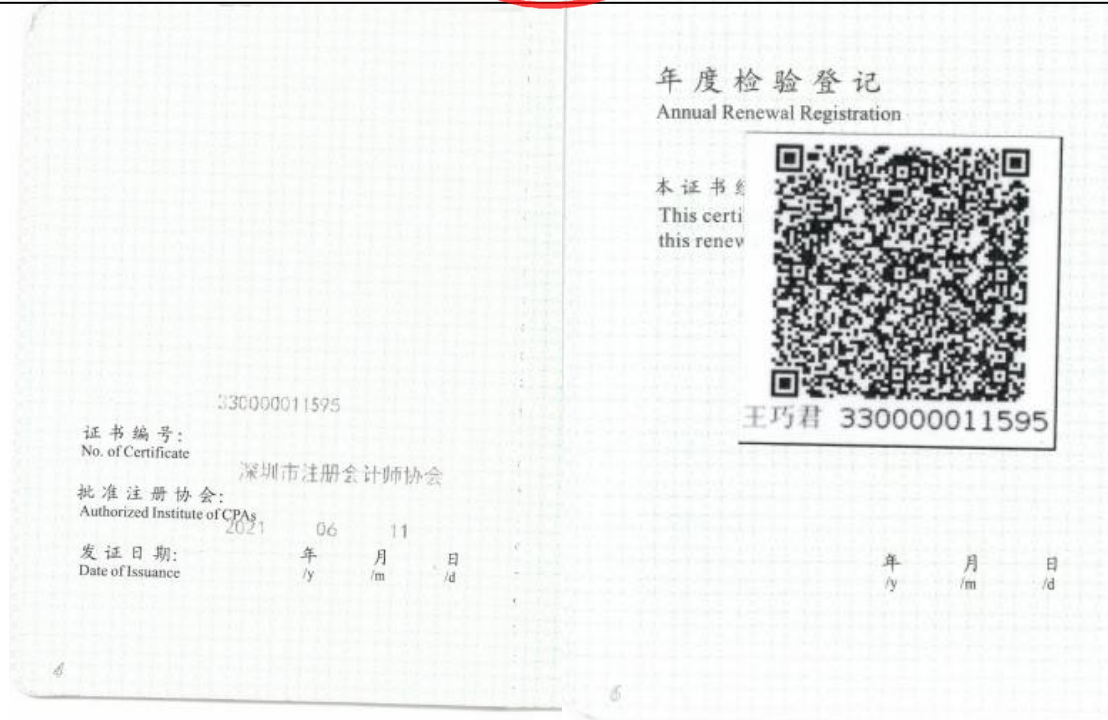 330000011595
证书编号:
No. of Certificate
深圳市注册会计师协会
批准注册协会:
Authorized Institute of CPAs
2021 06 11
发证日期: 年 月 日
Date of Issuance /y /m /d
4
年度检验登记
Annual Renewal Registration
本证书
This certi
this renew
王巧君 330000011595
年 月 日
/y /m /d
5